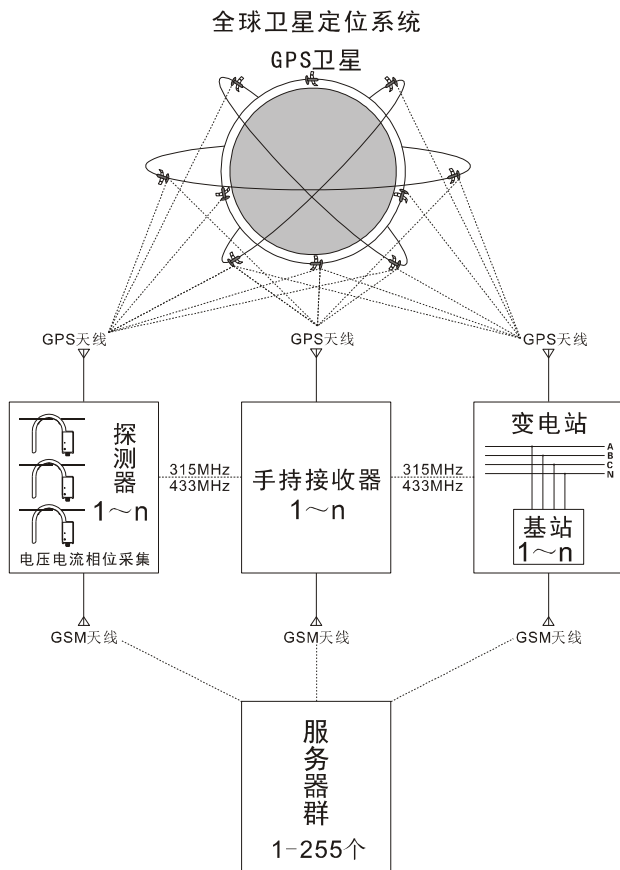 全球卫星定位系统
GPS卫星
GPS天线
GPS天线
GPS天线
探测器
1～n
电压电流相位采集
315MHz
433MHz
手持接收器
1～n
315MHz
433MHz
变电站
A
B
C
N
基站
1～n
GSM天线
GSM天线
GSM天线
服务器群
1-255个